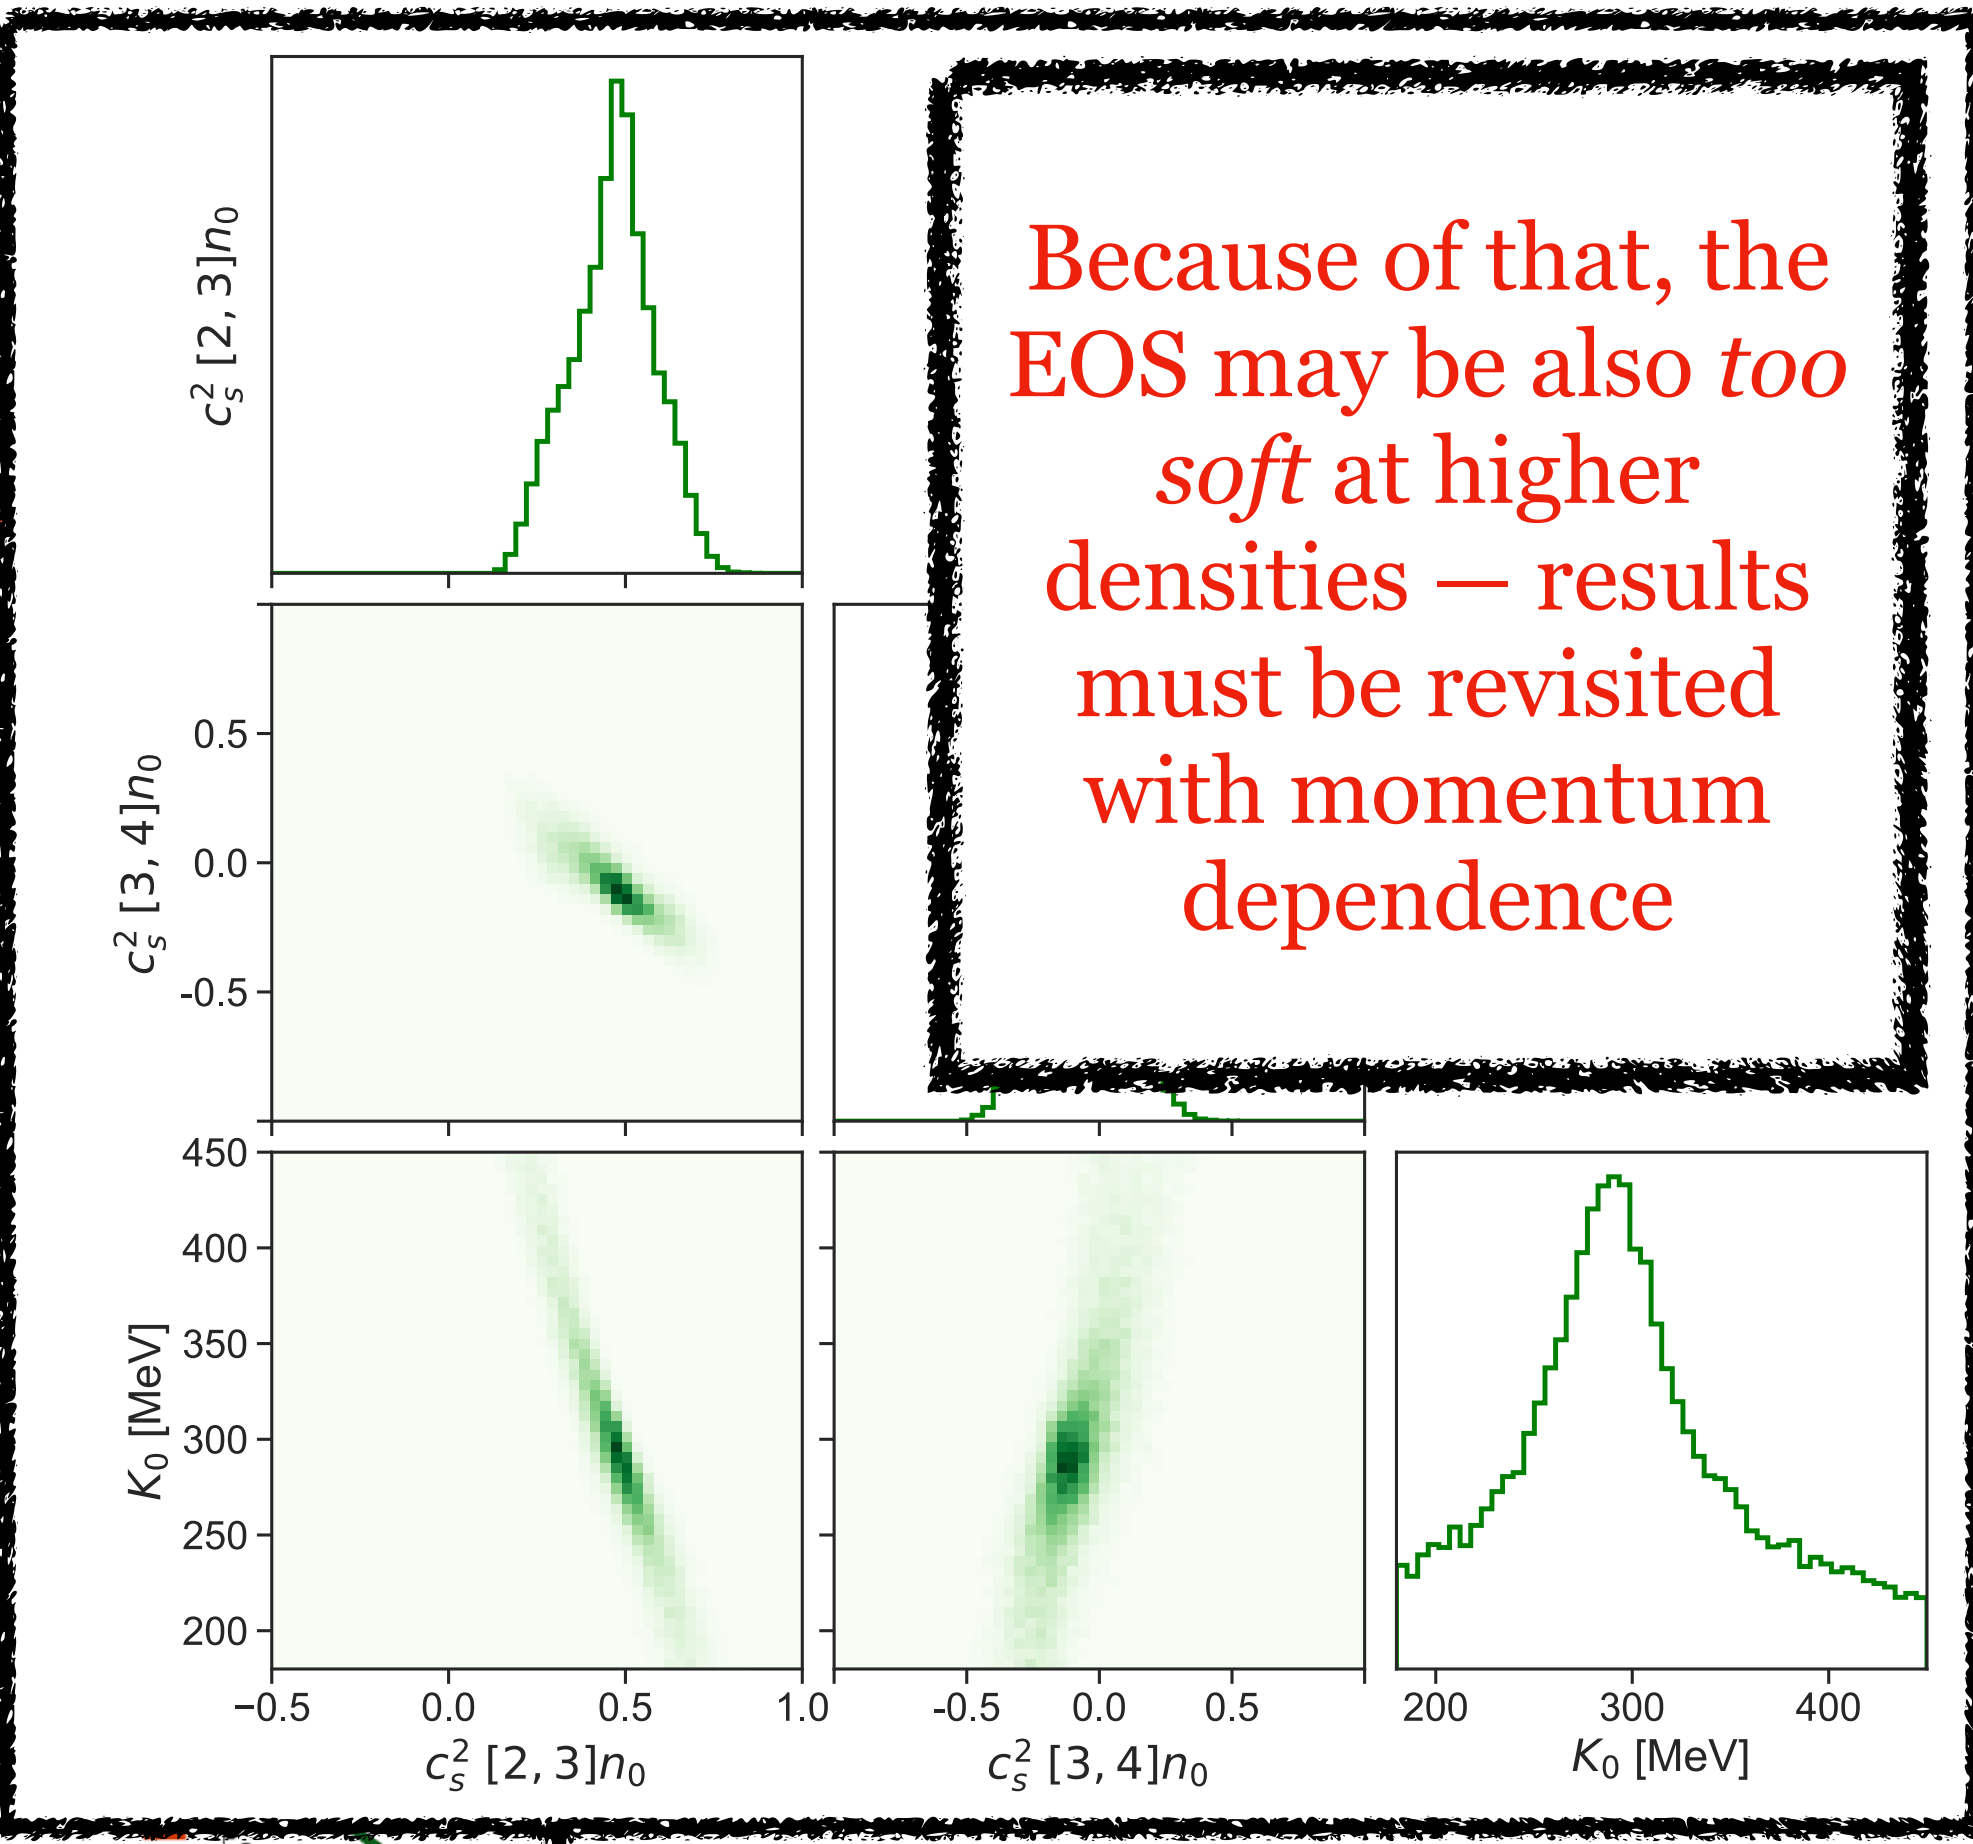 c_s^2 [2, 3]n_0
Because of that, the
EOS may be also too
soft at higher
densities — results
must be revisited
with momentum
dependence
c_s^2 [3, 4]n_0
0.5
0.0
-0.5
K_0 [MeV]
450
400
350
300
250
200
−0.5 0.0 0.5 1.0
-0.5 0.0 0.5
200 300 400
c_s^2 [2, 3]n_0
c_s^2 [3, 4]n_0
K_0 [MeV]